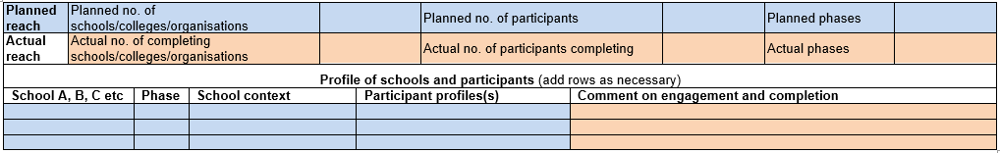 Planned reach
Planned no. of schools/colleges/organisations
Planned no. of participants
Planned phases
Actual reach
Actual no. of completing schools/colleges/organisations
Actual no. of participants completing
Actual phases
Profile of schools and participants (add rows as necessary)
School A, B, C etc
Phase
School context
Participant profiles(s)
Comment on engagement and completion